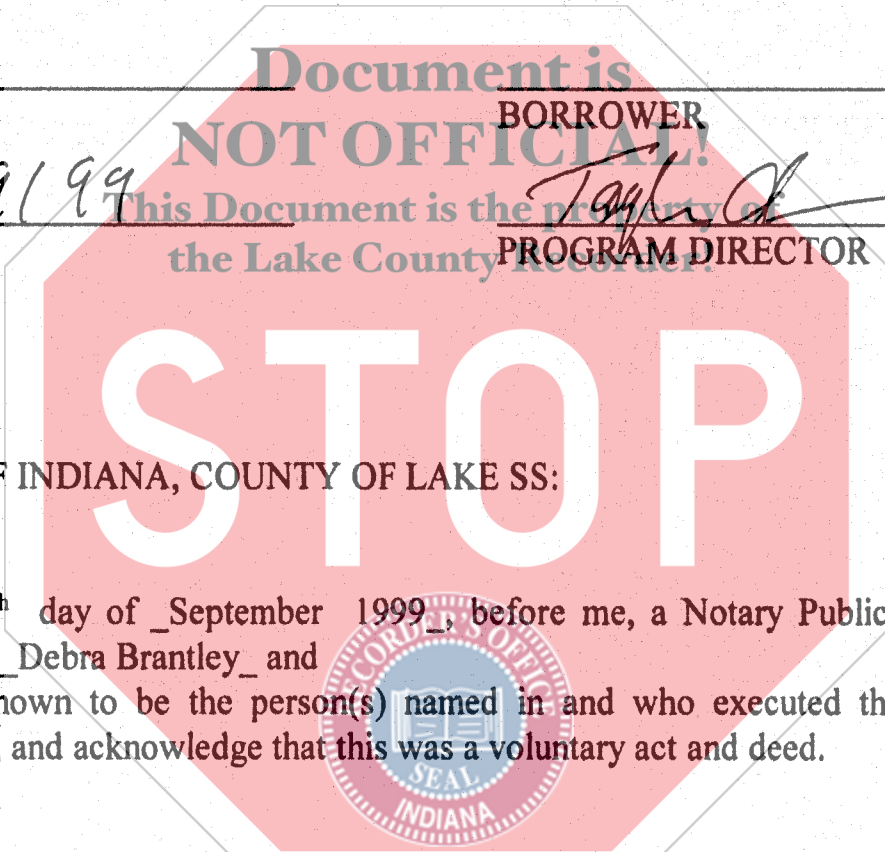 Document is
NOT OFFICIAL!
BORROWER
9/99
This Document is the property of
the Lake County Recorder!
PROGRAM DIRECTOR
STOP
F INDIANA, COUNTY OF LAKE SS:
h day of _September 1999_, before me, a Notary Public
_Debra Brantley_ and
nown to be the person(s) named in and who executed th
and acknowledge that this was a voluntary act and deed.
RECORDER'S OFFICE
SEAL
INDIANA